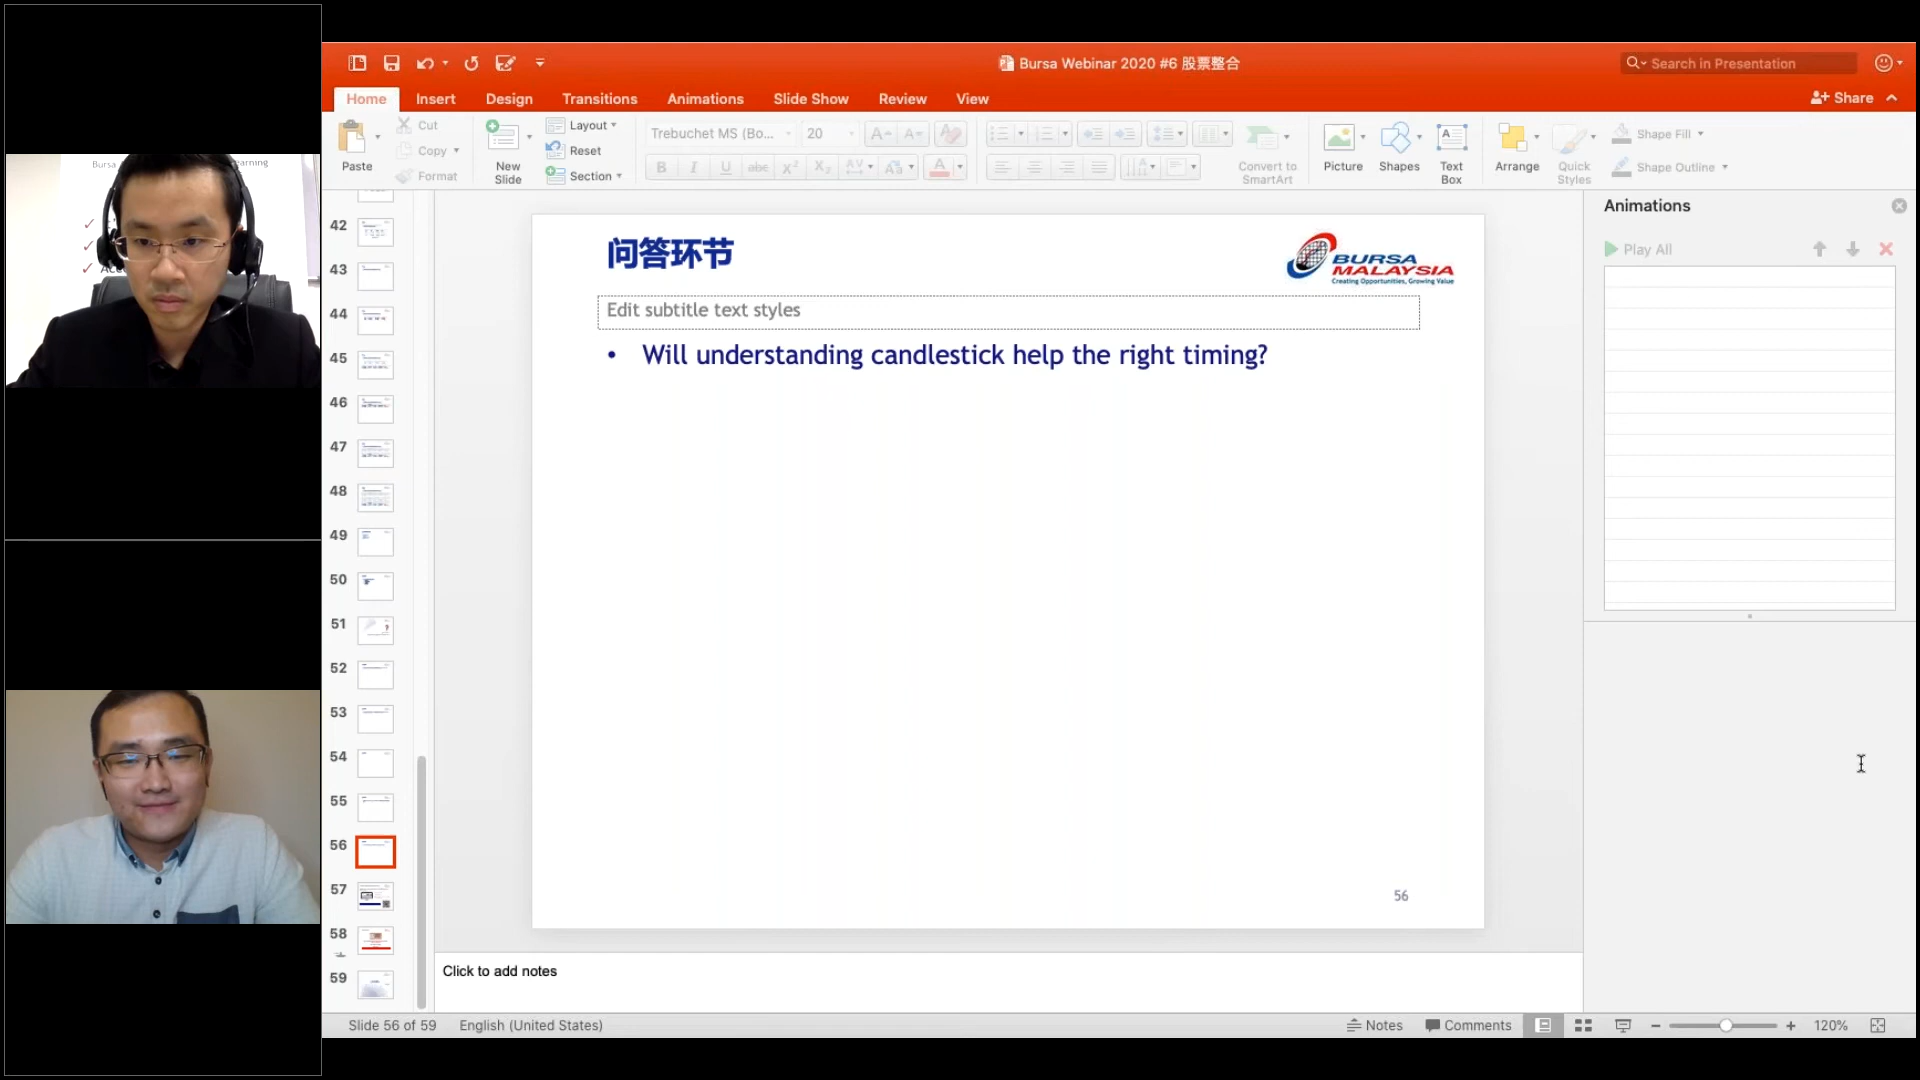 Bursa Webinar 2020 #6 股票整合
Search in Presentation
Home
Insert
Design
Transitions
Animations
Slide Show
Review
View
Share
Paste
Cut
Copy
Format
New
Slide
Layout
Reset
Section
Trebuchet MS (Bo...
20
Convert to
SmartArt
Picture
Shapes
Text
Box
Arrange
Quick
Styles
Shape Fill
Shape Outline
Bursa
42
43
44
45
46
47
48
49
50
51
52
53
54
55
56
57
58
59
问答环节
BURSA
MALAYSIA
Creating Opportunities, Growing Value
Edit subtitle text styles
• Will understanding candlestick help the right timing?
56
Animations
Play All
Click to add notes
Slide 56 of 59
English (United States)
Notes
Comments
120%